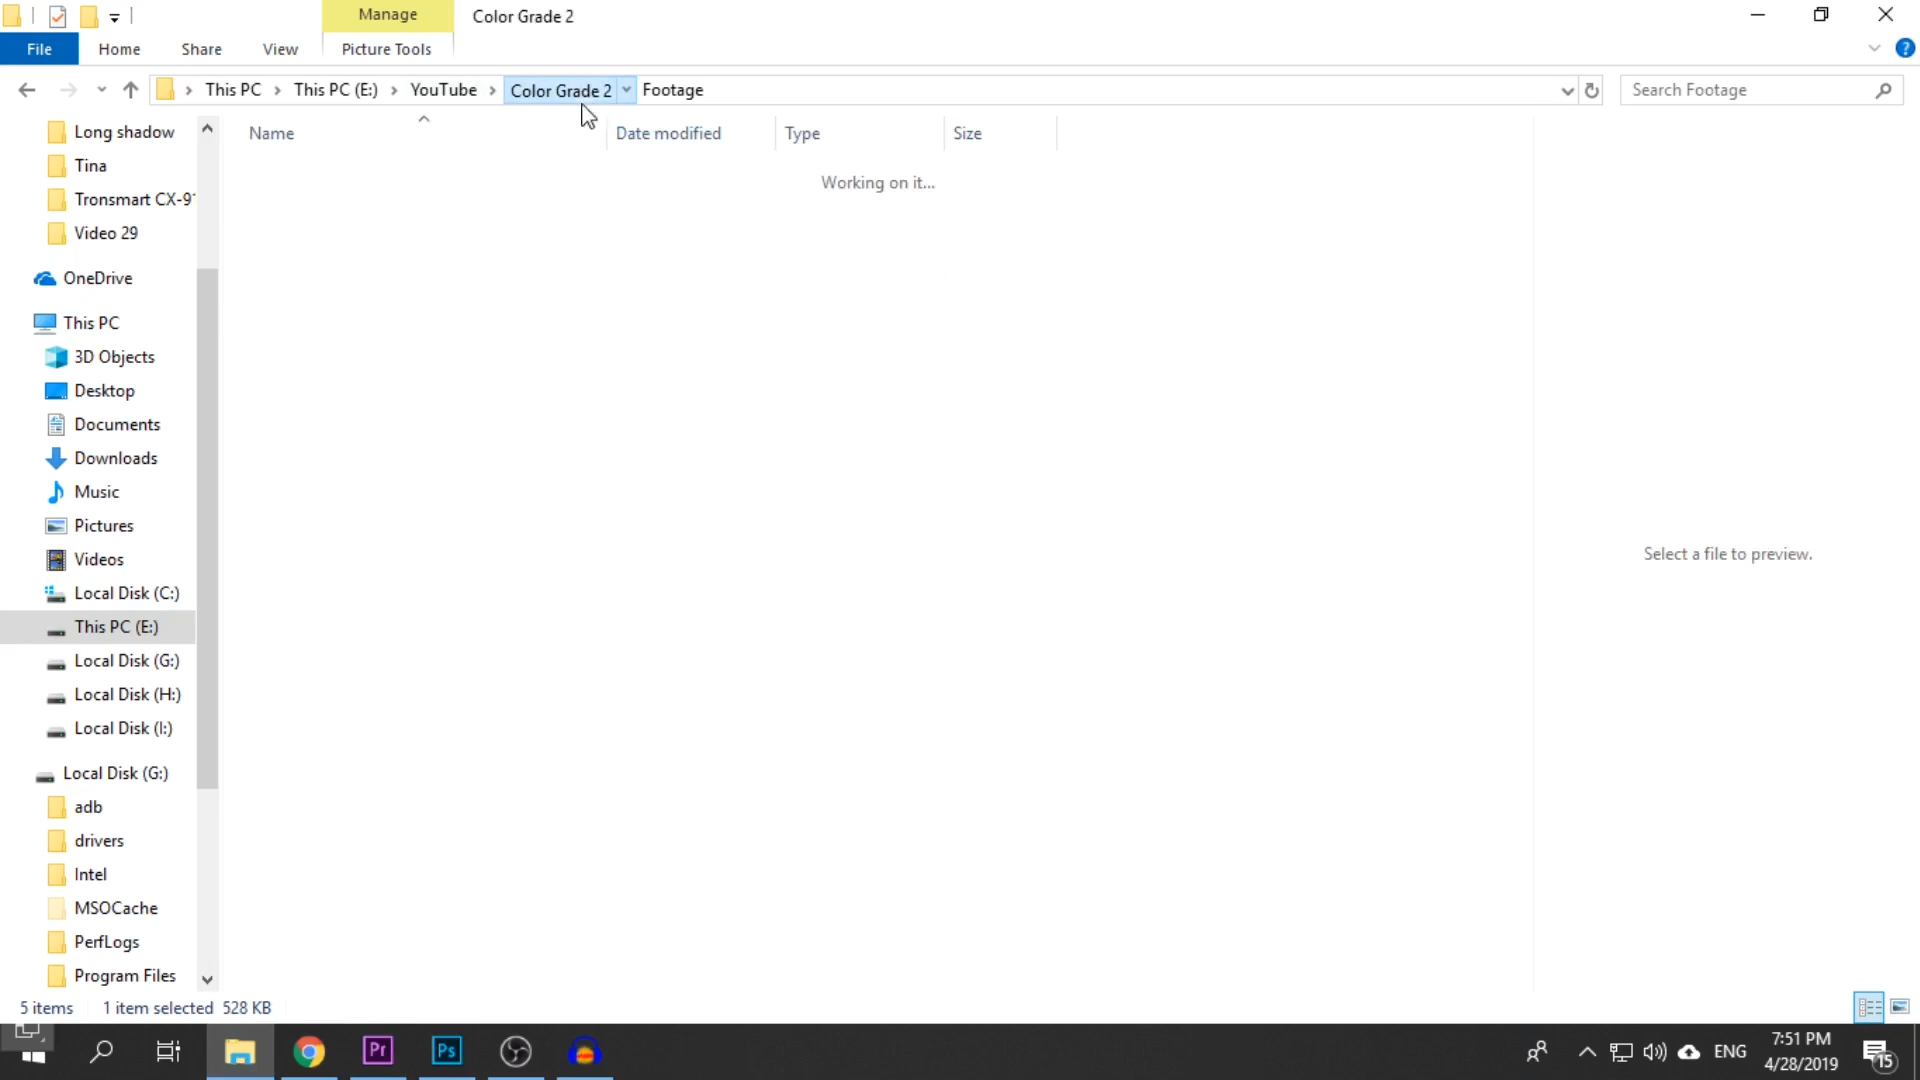 Manage
Color Grade 2
File
Home
Share
View
Picture Tools
This PC
This PC (E:)
YouTube
Color Grade 2
Footage
Search Footage
Name
Date modified
Type
Size
Working on it...
Long shadow
Tina
Tronsmart CX-91
Video 29
OneDrive
This PC
3D Objects
Desktop
Documents
Downloads
Music
Pictures
Videos
Local Disk (C:)
This PC (E:)
Local Disk (G:)
Local Disk (H:)
Local Disk (I:)
Local Disk (G:)
adb
drivers
Intel
MSOCache
PerfLogs
Program Files
Select a file to preview.
5 items
1 item selected 528 KB
Pr
Ps
ENG
7:51 PM
4/28/2019
15